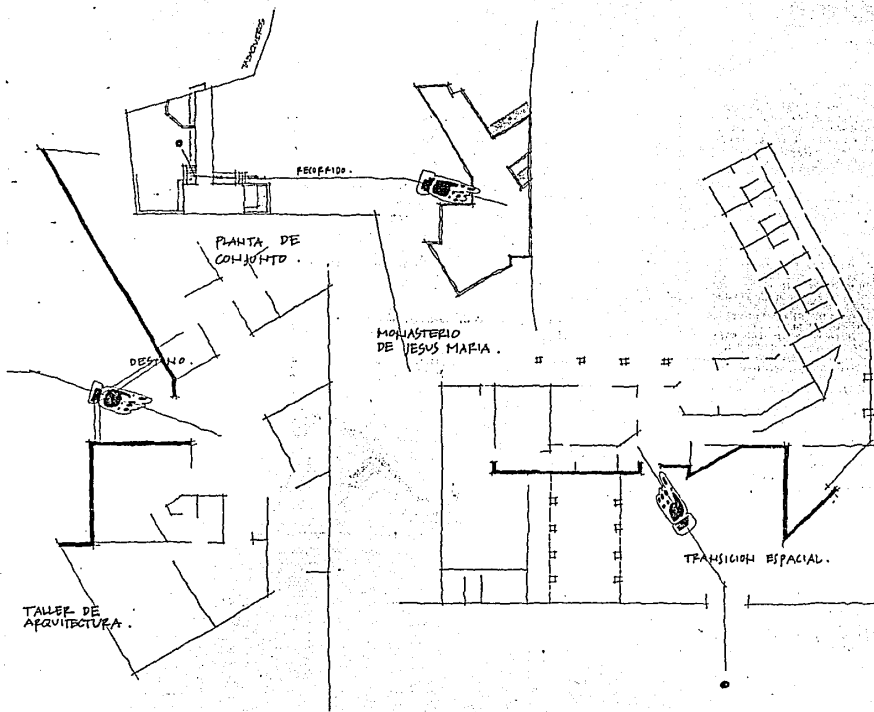 RECORRIDO.
PLANTA DE
CONJUNTO.
MONASTERIO
DE JESUS MARIA.
DESTINO.
TRANSICION ESPACIAL.
TALLER DE
ARQUITECTURA.